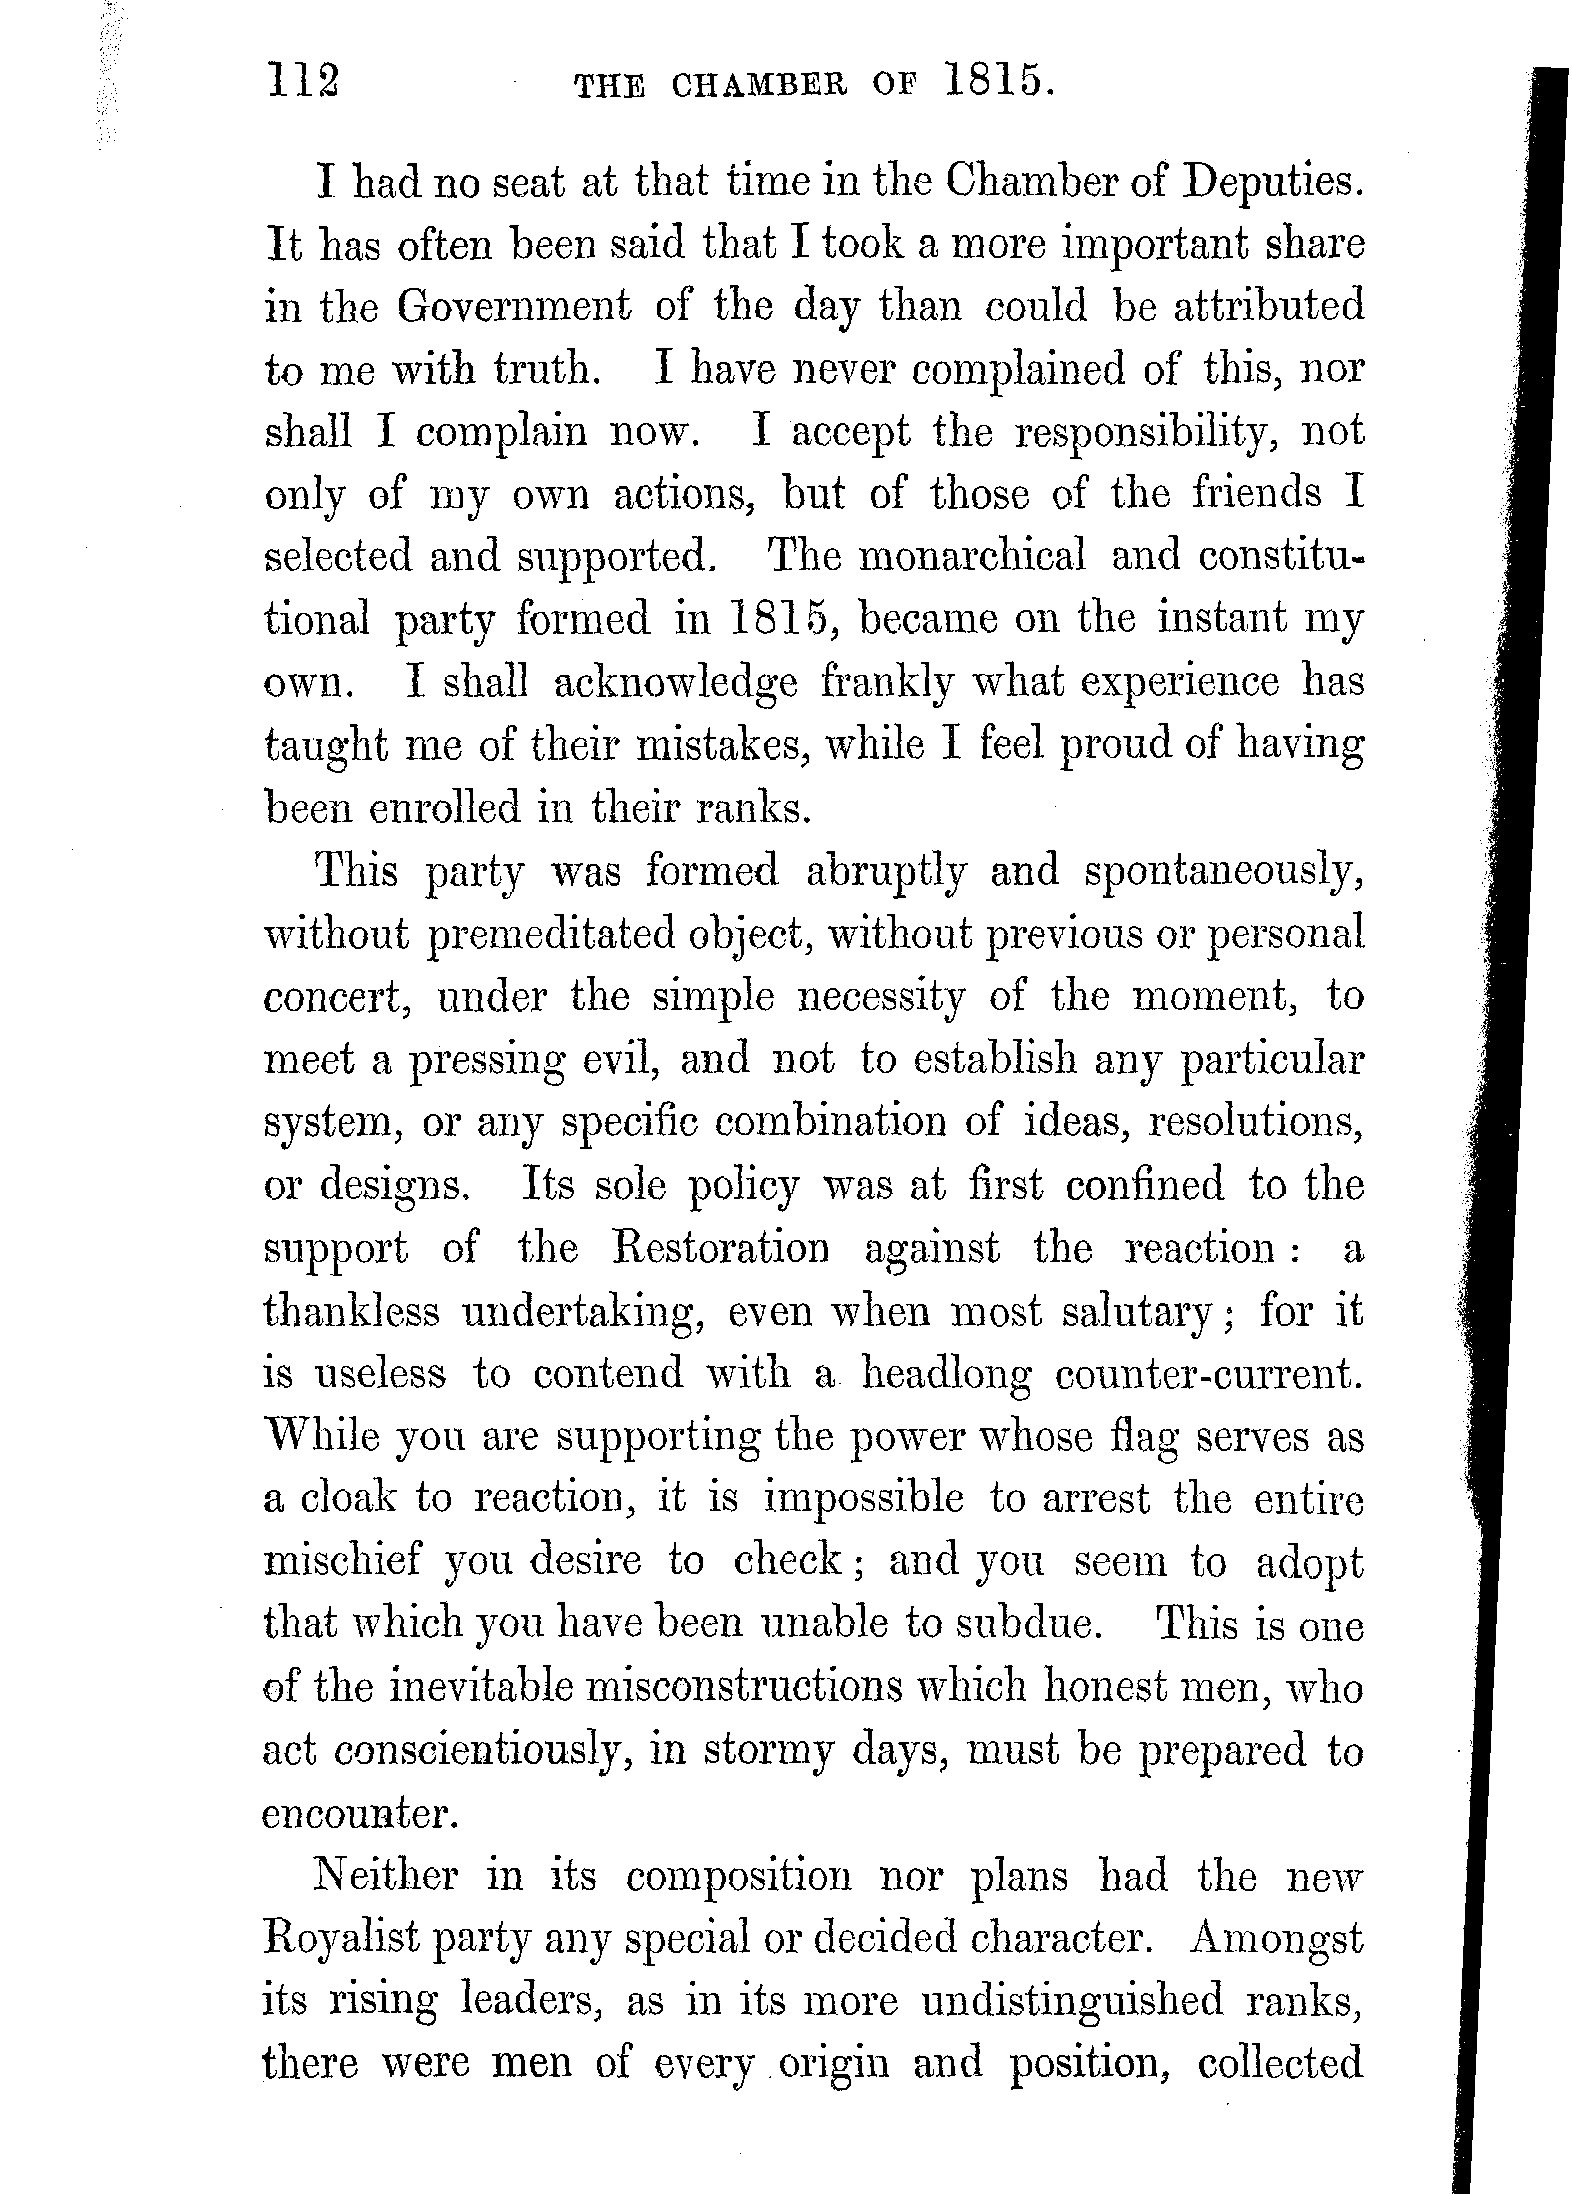 112 THE CHAMBER OF 1815.
I had no seat at that time in the Chamber of Deputies.
It has often been said that I took a more important share
in the Government of the day than could be attributed
to me with truth. I have never complained of this, nor
shall I complain now. I accept the responsibility, not
only of my own actions, but of those of the friends I
selected and supported. The monarchical and constitu-
tional party formed in 1815, became on the instant my
own. I shall acknowledge frankly what experience has
taught me of their mistakes, while I feel proud of having
been enrolled in their ranks.
This party was formed abruptly and spontaneously,
without premeditated object, without previous or personal
concert, under the simple necessity of the moment, to
meet a pressing evil, and not to establish any particular
system, or any specific combination of ideas, resolutions,
or designs. Its sole policy was at first confined to the
support of the Restoration against the reaction: a
thankless undertaking, even when most salutary; for it
is useless to contend with a headlong counter-current.
While you are supporting the power whose flag serves as
a cloak to reaction, it is impossible to arrest the entire
mischief you desire to check; and you seem to adopt
that which you have been unable to subdue. This is one
of the inevitable misconstructions which honest men, who
act conscientiously, in stormy days, must be prepared to
encounter.
Neither in its composition nor plans had the new
Royalist party any special or decided character. Amongst
its rising leaders, as in its more undistinguished ranks,
there were men of every origin and position, collected